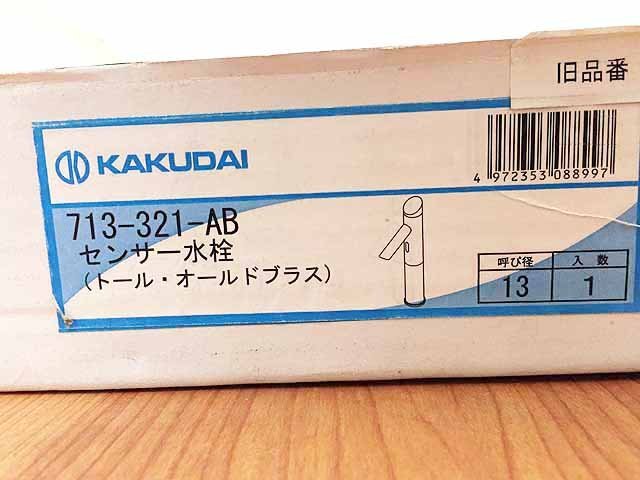 旧品番
KAKUDAI
4 972353 088997
713-321-AB
センサー水栓
(トール・オールドブラス)
呼び径 入数
13 1